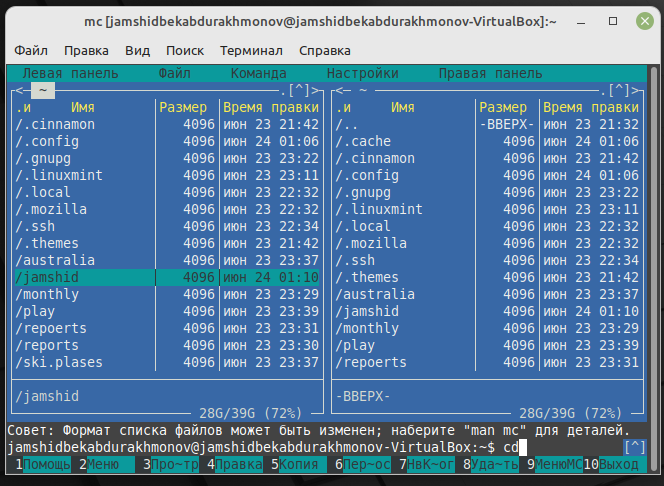 mc [jamshidbekabdurakhmonov@jamshidbekabdurakhmonov-VirtualBox]:~
Файл Правка Вид Поиск Терминал Справка
Левая панель Файл Команда Настройки Правая панель
<— ~ .[^]> <— ~ .[^]>
.и Имя Размер Время правки .и Имя Размер Время правки
/.cinnamon 4096 июн 23 21:42 /.. -ВВЕРХ- июн 23 21:32
/.config 4096 июн 24 01:06 /.cache 4096 июн 24 01:06
/.gnupg 4096 июн 23 23:22 /.cinnamon 4096 июн 23 21:42
/.linuxmint 4096 июн 23 23:11 /.config 4096 июн 24 01:06
/.local 4096 июн 23 22:32 /.gnupg 4096 июн 23 23:22
/.mozilla 4096 июн 23 22:32 /.linuxmint 4096 июн 23 23:11
/.ssh 4096 июн 23 22:34 /.local 4096 июн 23 22:32
/.themes 4096 июн 23 21:42 /.mozilla 4096 июн 23 22:32
/australia 4096 июн 23 23:37 /.ssh 4096 июн 23 22:34
/jamshid 4096 июн 24 01:10 /.themes 4096 июн 23 21:42
/monthly 4096 июн 23 23:29 /australia 4096 июн 23 23:37
/play 4096 июн 23 23:39 /jamshid 4096 июн 24 01:10
/repoerts 4096 июн 23 23:31 /monthly 4096 июн 23 23:29
/reports 4096 июн 23 23:30 /play 4096 июн 23 23:39
/ski.plases 4096 июн 23 23:37 /repoerts 4096 июн 23 23:31
/jamshid -ВВЕРХ-
28G/39G (72%) 28G/39G (72%)
Совет: Формат списка файлов может быть изменен; наберите "man mc" для деталей.
jamshidbekabdurakhmonov@jamshidbekabdurakhmonov-VirtualBox:~$ cd [^]
1Помощь 2Меню 3Про~тр 4Правка 5Копия 6Пер~ос 7НвК~ог 8Уда~ть 9МенюМС 10Выход